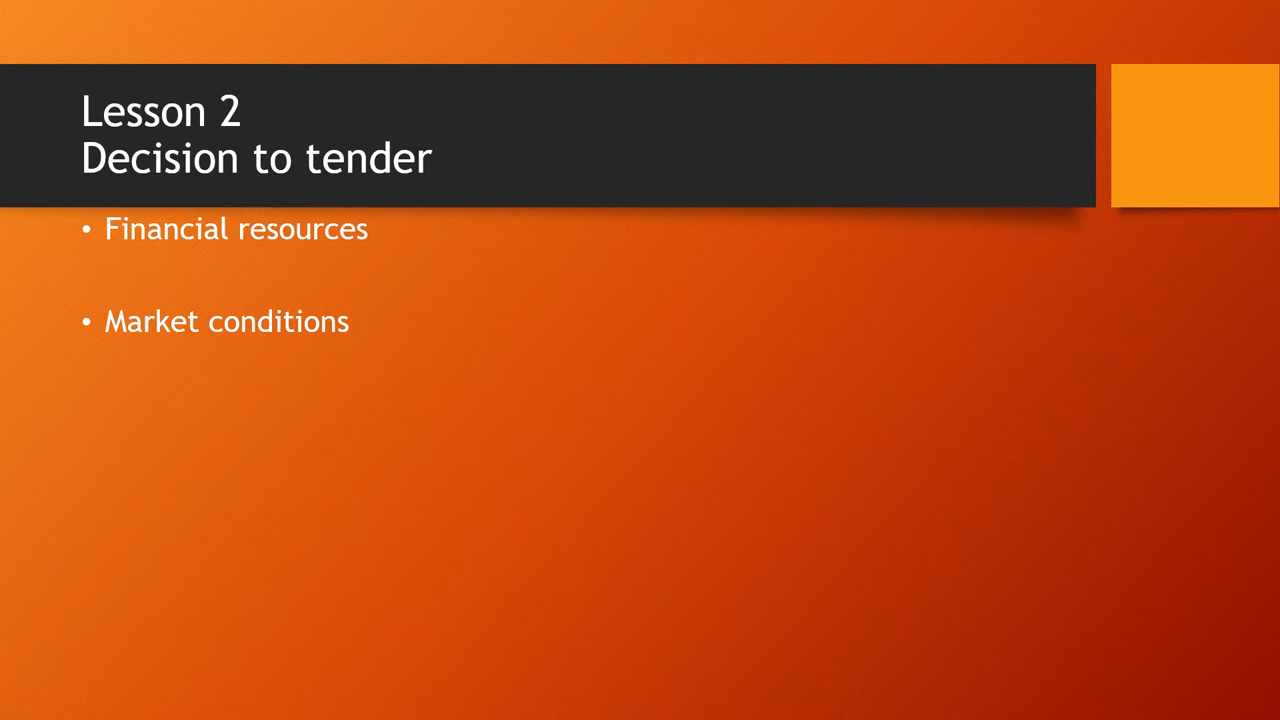 Lesson 2
Decision to tender
• Financial resources
• Market conditions